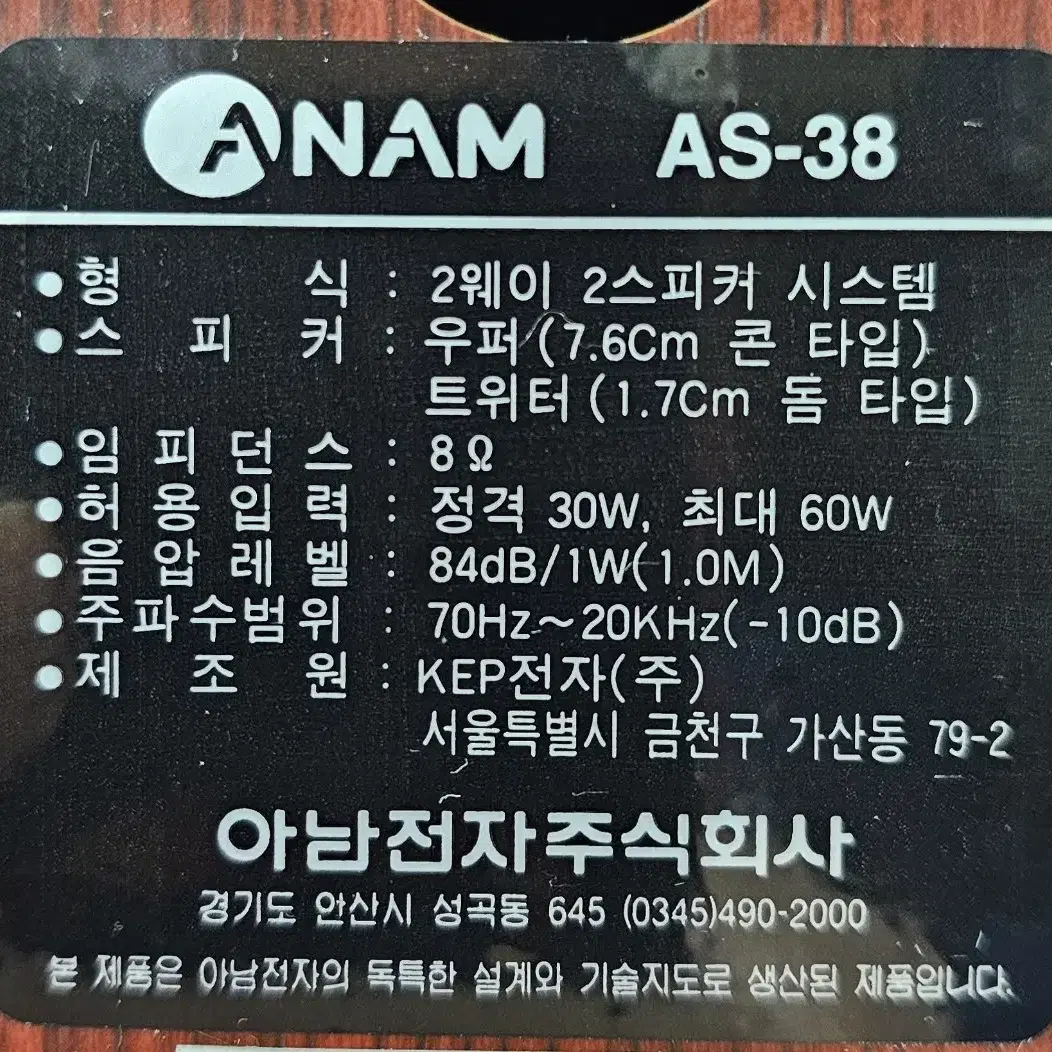 ANAM AS-38
● 형 식 : 2웨이 2스피커 시스템
● 스 피 커 : 우퍼(7.6Cm 콘 타입)
트위터(1.7Cm 돔 타입)
● 임 피 던 스 : 8Ω
● 허 용 입 력 : 정격 30W, 최대 60W
● 음 압 레 벨 : 84dB/1W(1.0M)
● 주파수범위 : 70Hz~20KHz(-10dB)
● 제 조 원 : KEP전자(주)
서울특별시 금천구 가산동 79-2
아남전자주식회사
경기도 안산시 성곡동 645 (0345)490-2000
본 제품은 아남전자의 독특한 설계와 기술지도로 생산된 제품입니다.